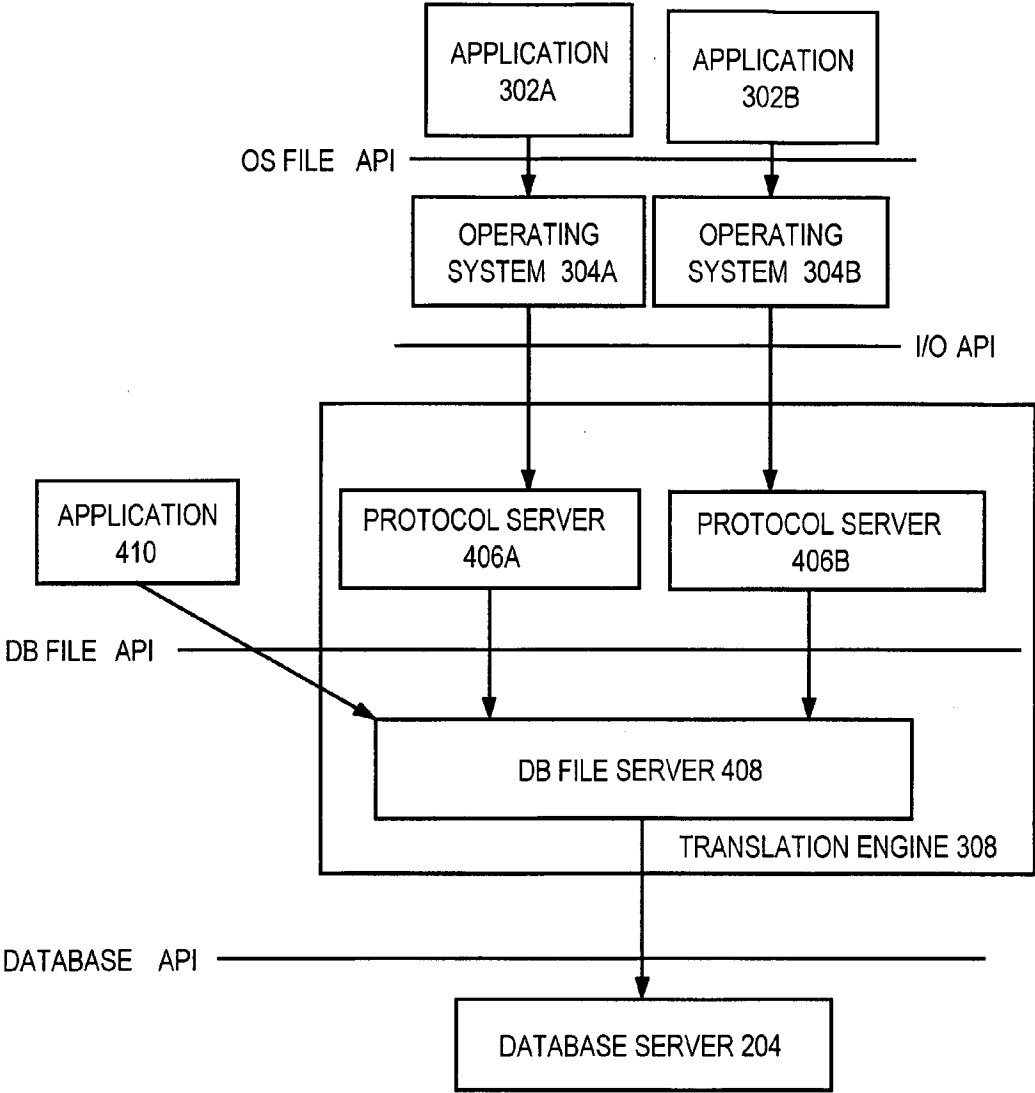 APPLICATION
302A
APPLICATION
302B
OS FILE API
OPERATING
SYSTEM 304A
OPERATING
SYSTEM 304B
I/O API
APPLICATION
410
PROTOCOL SERVER
406A
PROTOCOL SERVER
406B
DB FILE API
DB FILE SERVER 408
TRANSLATION ENGINE 308
DATABASE API
DATABASE SERVER 204